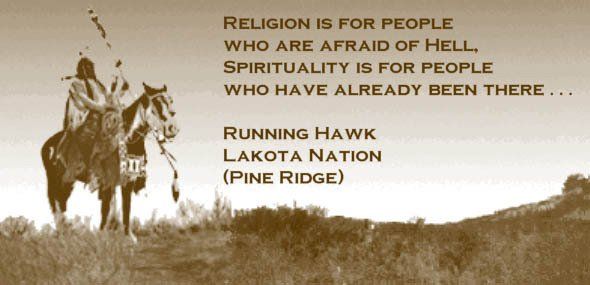 Religion is for people
who are afraid of Hell,
Spirituality is for people
who have already been there . . .
Running Hawk
Lakota Nation
(Pine Ridge)